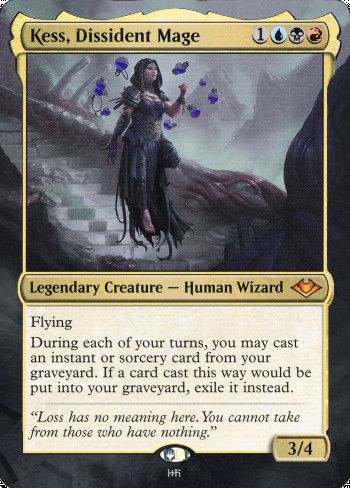 Kess, Dissident Mage 1
Legendary Creature — Human Wizard
Flying
During each of your turns, you may cast
an instant or sorcery card from your
graveyard. If a card cast this way would be
put into your graveyard, exile it instead.
“Loss has no meaning here. You cannot take
from those who have nothing.”
3/4